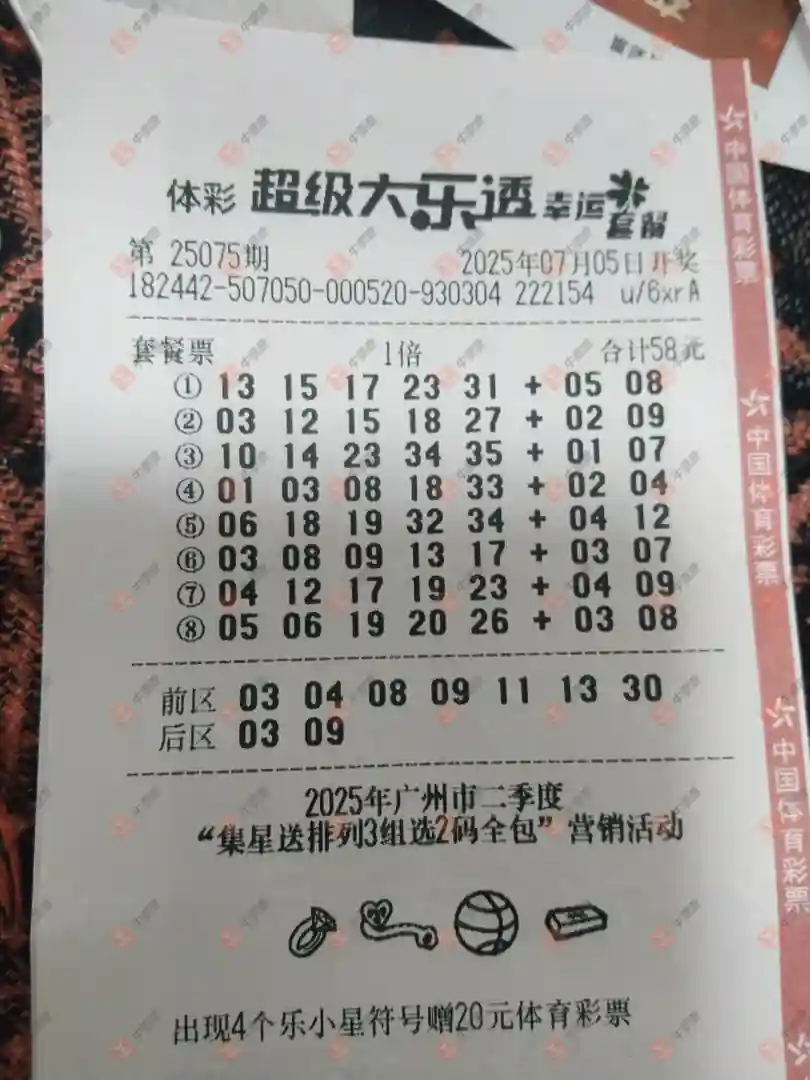 体彩 超级大乐透 幸运套餐
第 25075期 2025年07月05日 开奖
182442-507050-000520-930304 222154 u/6xrA
套餐票 1倍 合计58元
① 13 15 17 23 31 + 05 08
② 03 12 15 18 27 + 02 09
③ 10 14 23 34 35 + 01 07
④ 01 03 08 18 33 + 02 04
⑤ 06 18 19 32 34 + 04 12
⑥ 03 08 09 13 17 + 03 07
⑦ 04 12 17 19 23 + 04 09
⑧ 05 06 19 20 26 + 03 08
前区 03 04 08 09 11 13 30
后区 03 09
2025年广州市二季度
“集星送排列3组选2码全包”营销活动
出现4个乐小星符号赠20元体育彩票
中国体育彩票
中国体育彩票
中国体育彩票